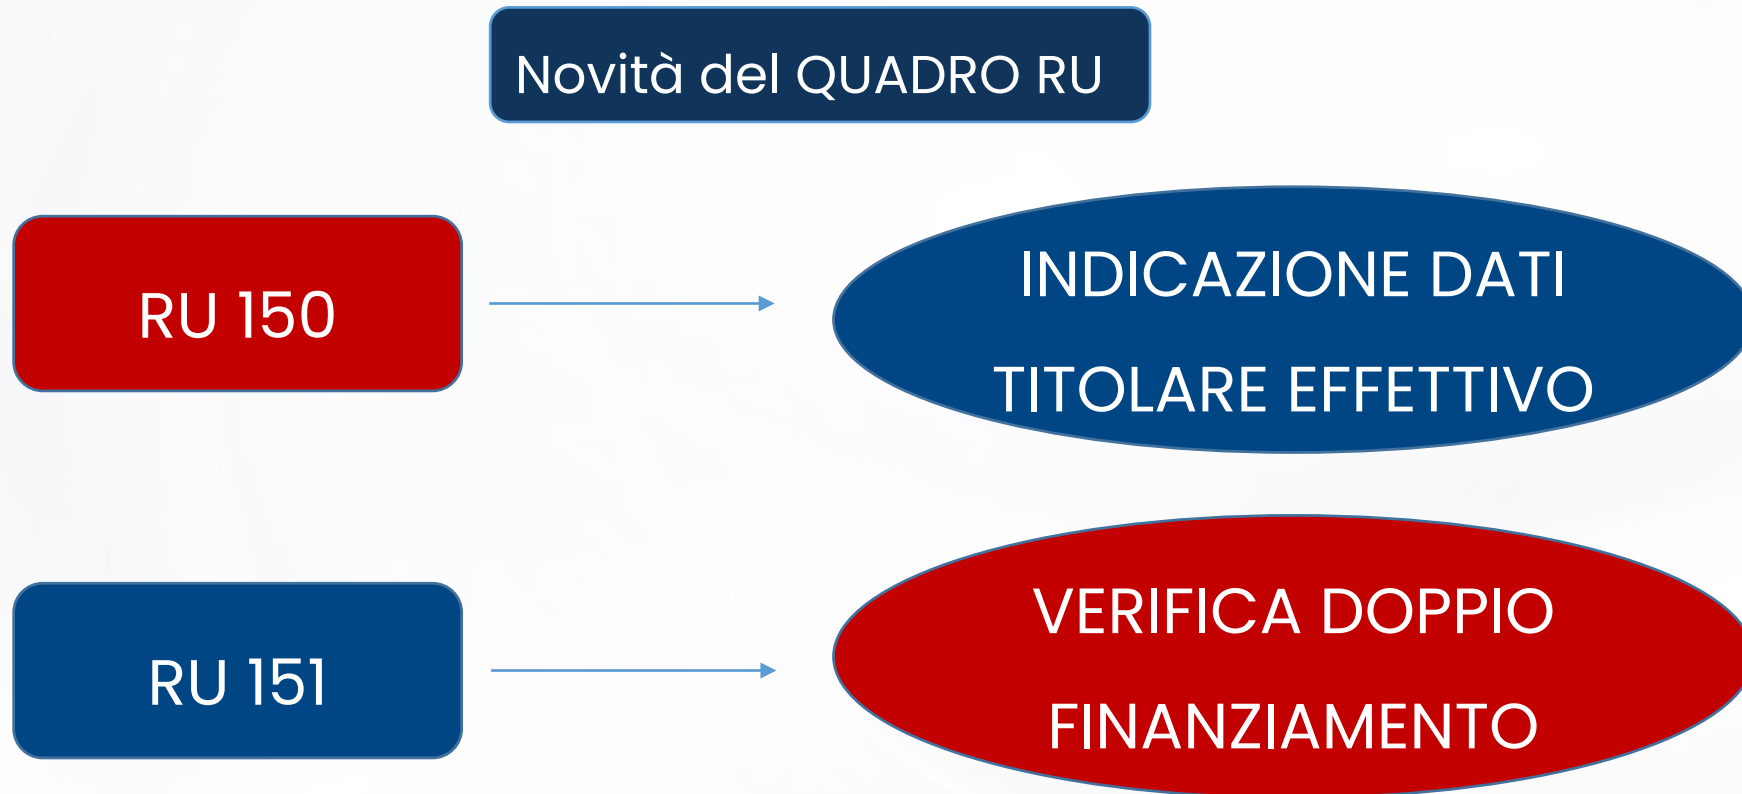 Novità del QUADRO RU
RU 150
INDICAZIONE DATI
TITOLARE EFFETTIVO
RU 151
VERIFICA DOPPIO
FINANZIAMENTO